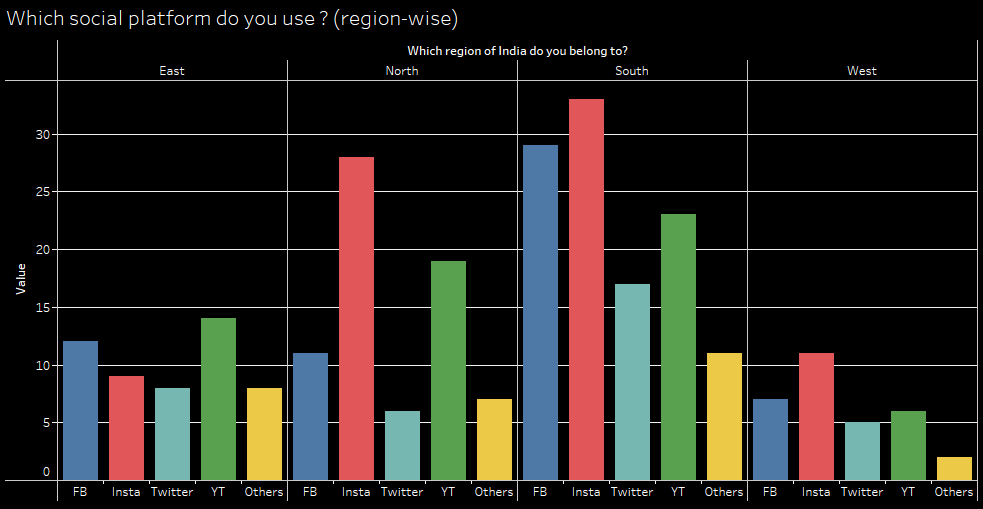 Which social platform do you use ? (region-wise)
Which region of India do you belong to?
East North South West
30
25
20
15
10
5
0
Value
FB Insta Twitter YT Others FB Insta Twitter YT Others FB Insta Twitter YT Others FB Insta Twitter YT Others